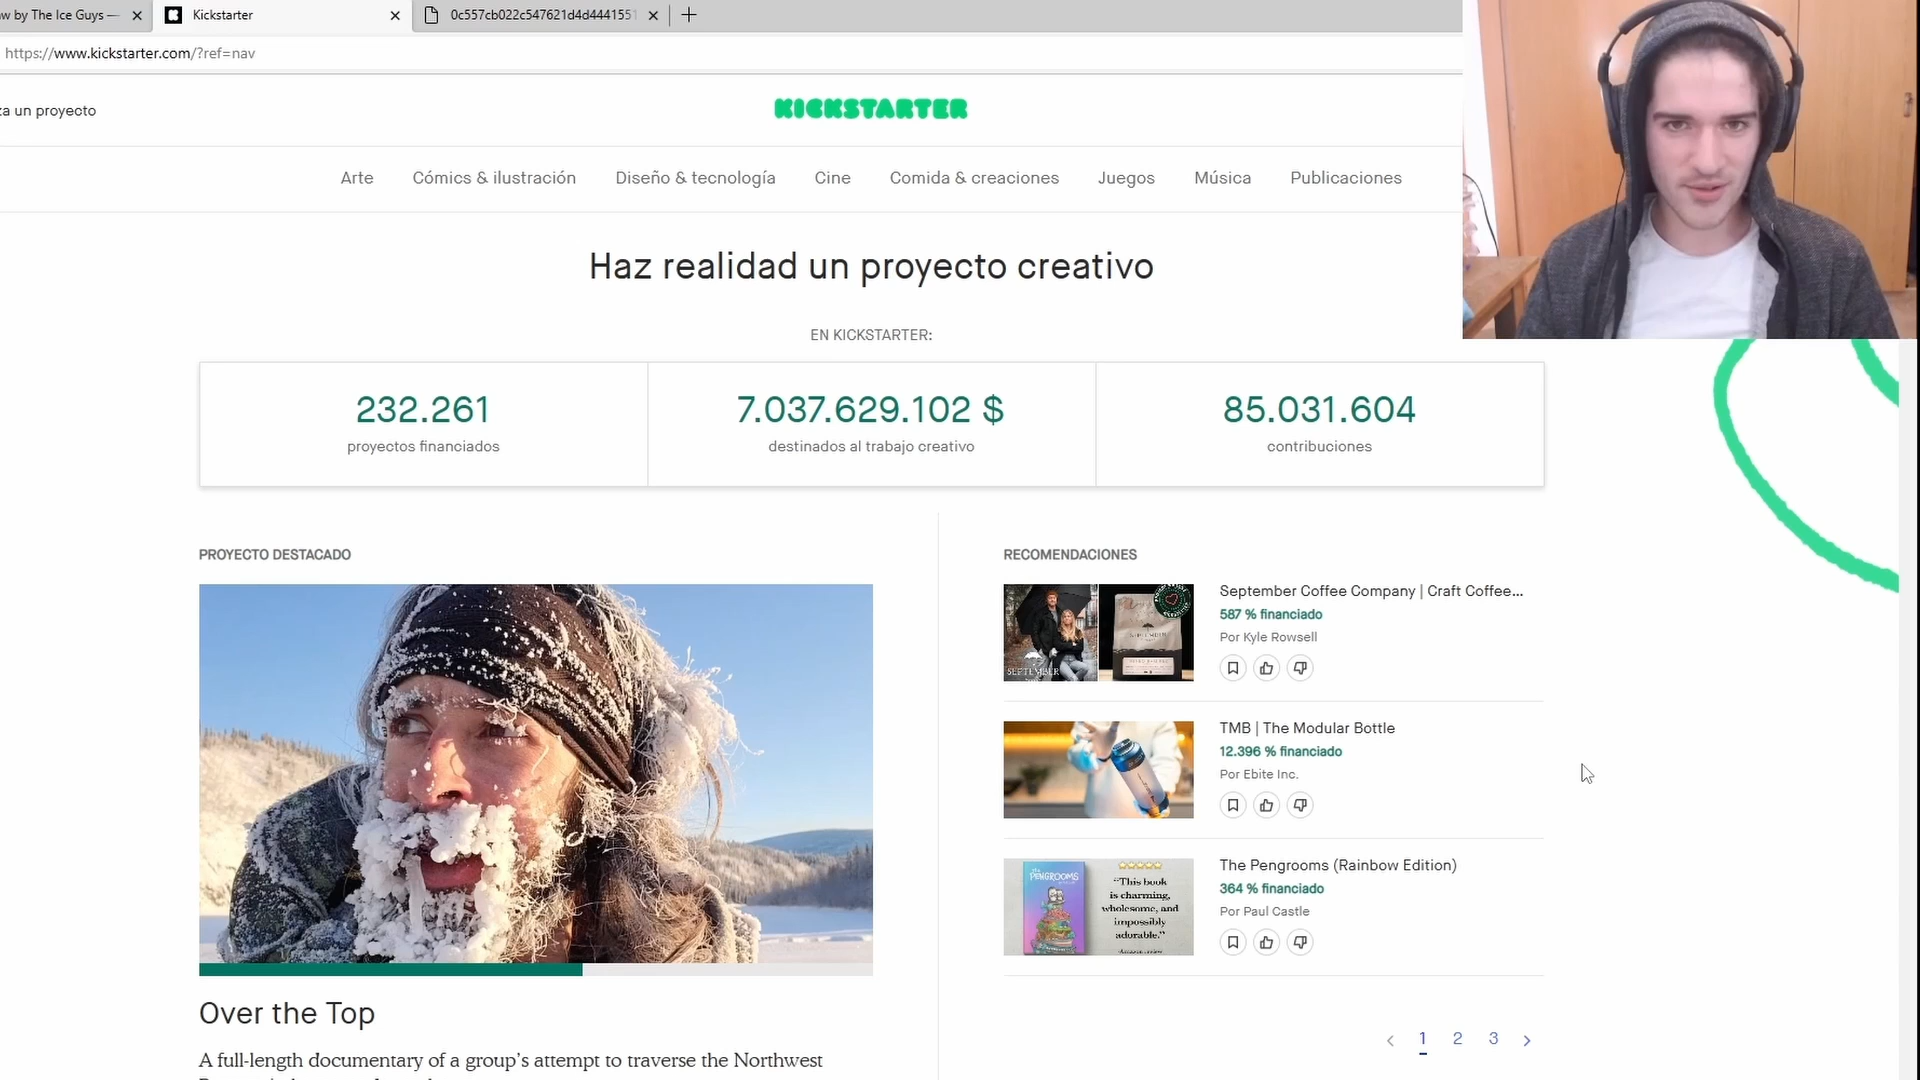 w by The Ice Guys —
Kickstarter
0c557cb022c547621d4d4441551
https://www.kickstarter.com/?ref=nav
za un proyecto
KICKSTARTER
Arte
Cómics & ilustración
Diseño & tecnología
Cine
Comida & creaciones
Juegos
Música
Publicaciones
Haz realidad un proyecto creativo
EN KICKSTARTER:
232.261
proyectos financiados
7.037.629.102 $
destinados al trabajo creativo
85.031.604
contribuciones
PROYECTO DESTACADO
Over the Top
A full-length documentary of a group's attempt to traverse the Northwest
RECOMENDACIONES
SEPTEMBER
September Coffee Company | Craft Coffee...
587 % financiado
Por Kyle Rowsell
TMB | The Modular Bottle
12.396 % financiado
Por Ebite Inc.
PENGROOMS
"This book
is charming,
wholesome, and
impossibly
adorable."
The Pengrooms (Rainbow Edition)
364 % financiado
Por Paul Castle
1 2 3